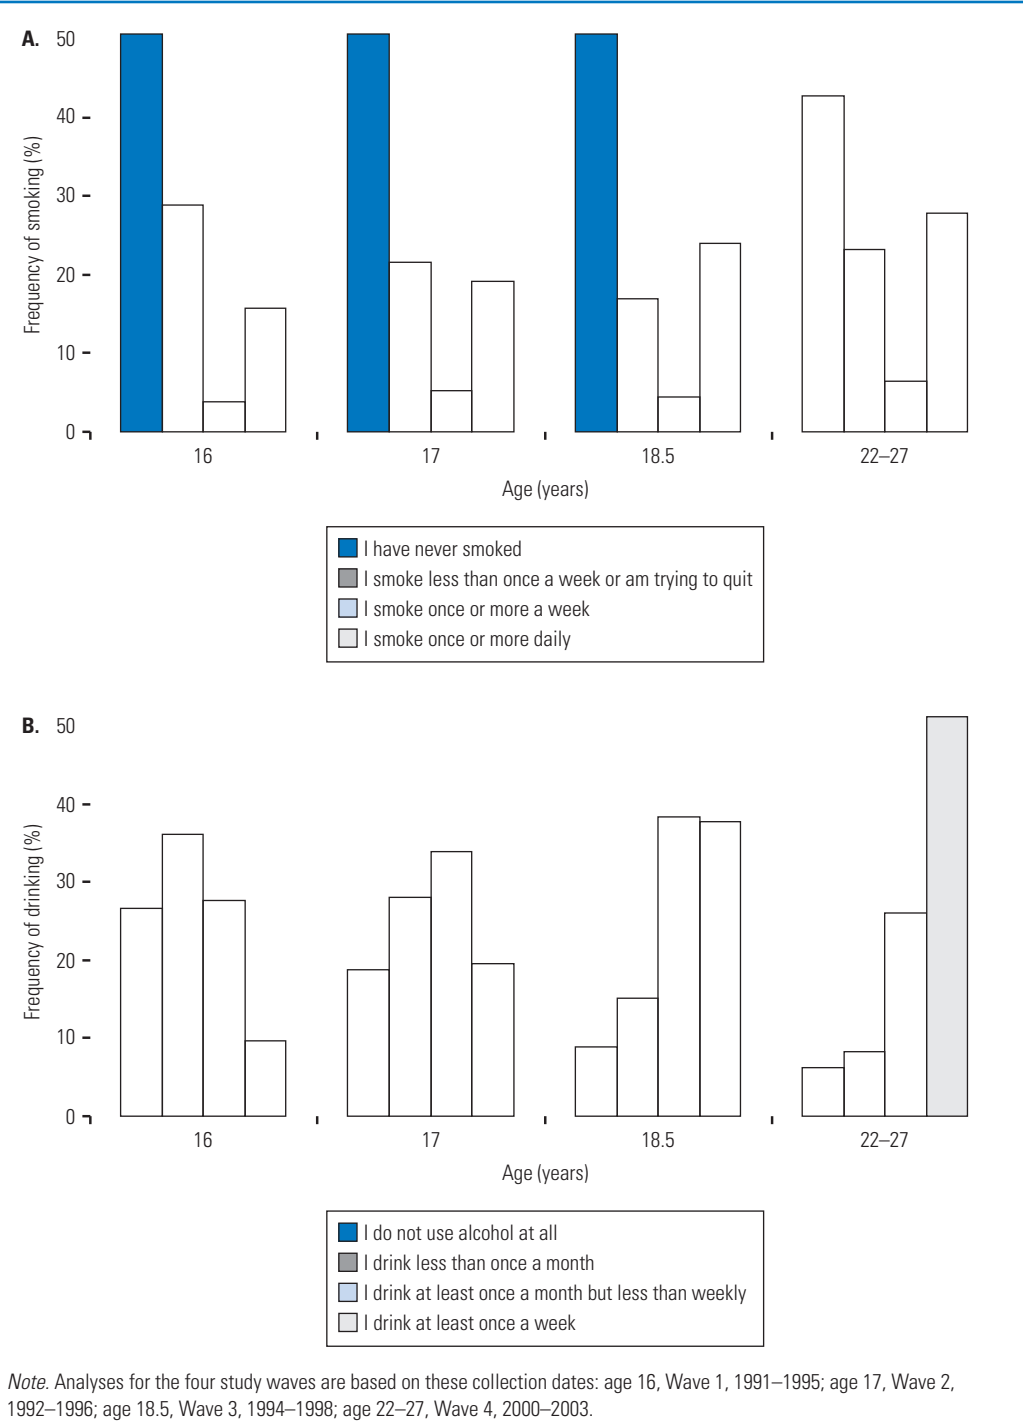 A.
50
40
30
20
10
0
Frequency of smoking (%)
16
17
18.5
22–27
Age (years)
I have never smoked
I smoke less than once a week or am trying to quit
I smoke once or more a week
I smoke once or more daily
B.
50
40
30
20
10
0
Frequency of drinking (%)
16
17
18.5
22–27
Age (years)
I do not use alcohol at all
I drink less than once a month
I drink at least once a month but less than weekly
I drink at least once a week
Note. Analyses for the four study waves are based on these collection dates: age 16, Wave 1, 1991–1995; age 17, Wave 2,
1992–1996; age 18.5, Wave 3, 1994–1998; age 22–27, Wave 4, 2000–2003.